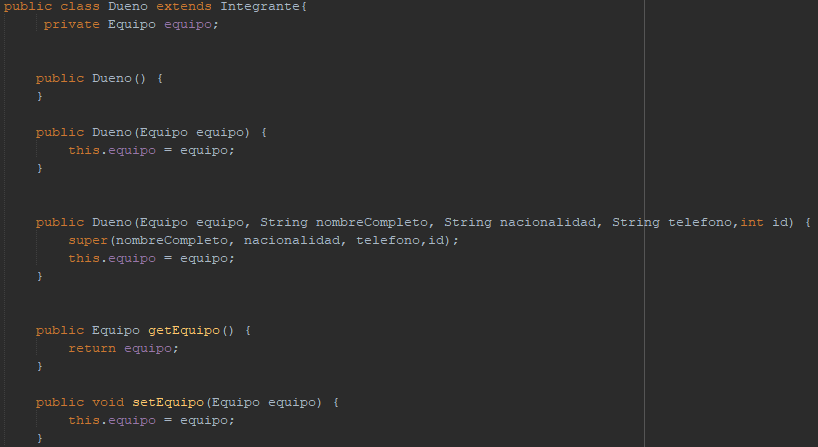 public class Dueno extends Integrante{
private Equipo equipo;
public Dueno() {
}
public Dueno(Equipo equipo) {
this.equipo = equipo;
}
public Dueno(Equipo equipo, String nombreCompleto, String nacionalidad, String telefono,int id) {
super(nombreCompleto, nacionalidad, telefono,id);
this.equipo = equipo;
}
public Equipo getEquipo() {
return equipo;
}
public void setEquipo(Equipo equipo) {
this.equipo = equipo;
}